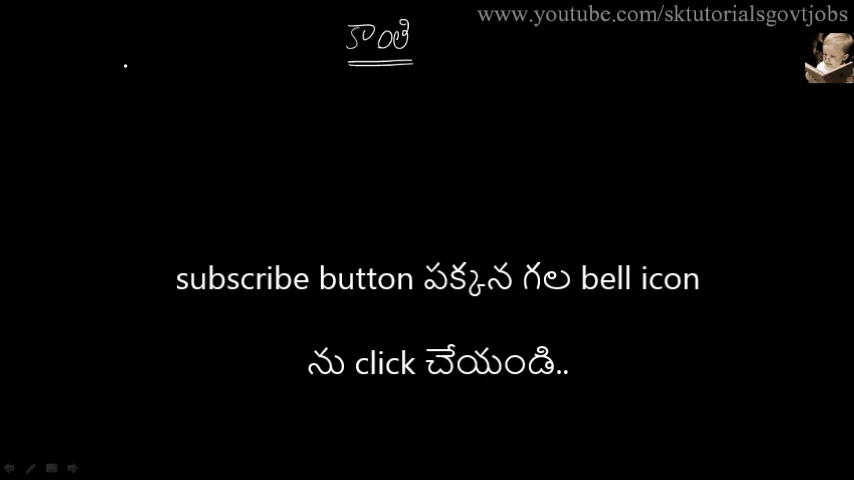 www.youtube.com/sktutorialsgovtjobs
కాంతి
subscribe button పక్కన గల bell icon
ను click చేయండి..